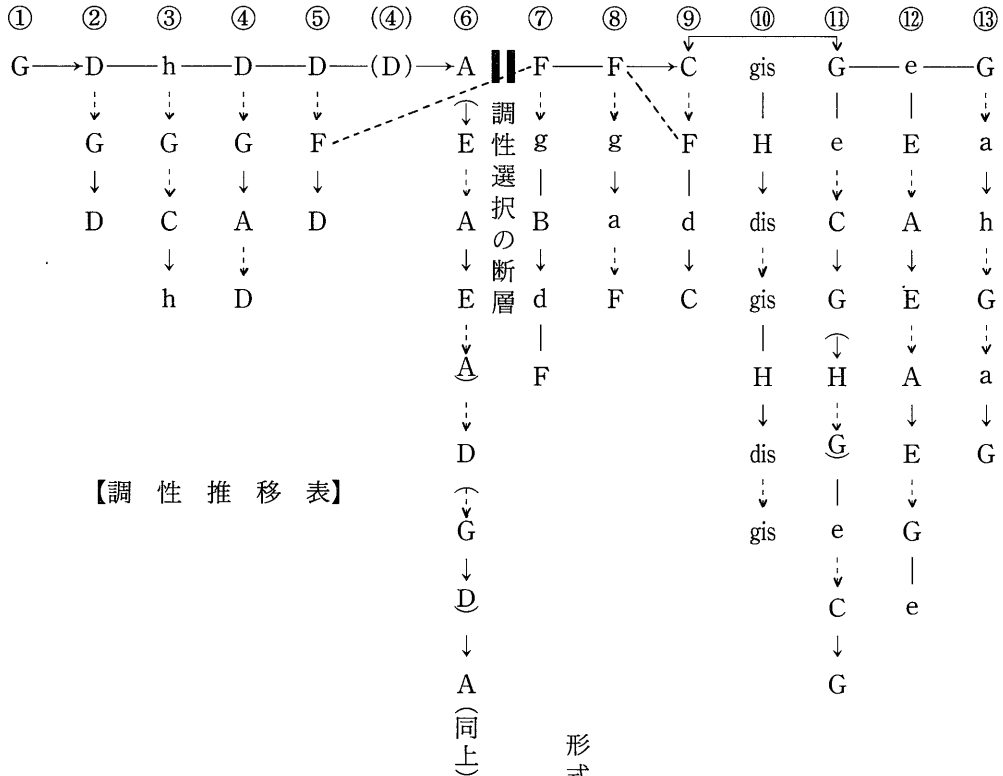 ① ② ③ ④ ⑤ (④) ⑥ ⑦ ⑧ ⑨ ⑩ ⑪ ⑫ ⑬
G→D—h—D—D—(D)→A F—F→C gis G—e—G
G G G F E g g F H e E a
D C A D A B a d dis C A h
h D E d F C gis G E G
(A) F H (H A a
D dis G) E G
(G gis e G
D) C e
A G
(同上)
調性選択の断層
【調性推移表】
形式